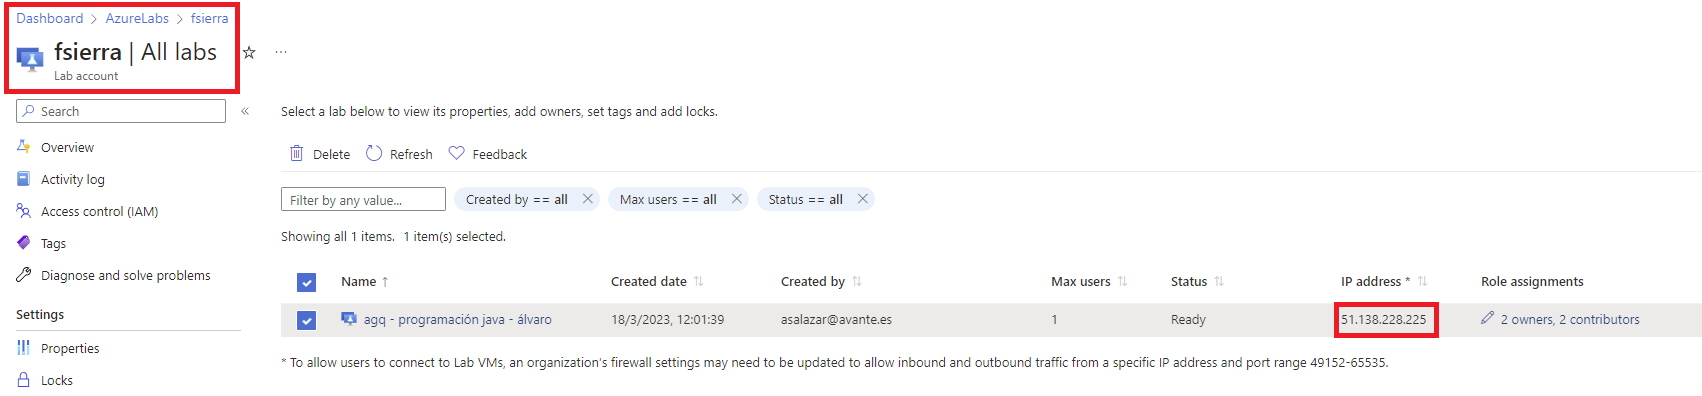 Dashboard > AzureLabs > fsierra
fsierra | All labs
Lab account
Search
Overview
Activity log
Access control (IAM)
Tags
Diagnose and solve problems
Settings
Properties
Locks
Select a lab below to view its properties, add owners, set tags and add locks.
Delete Refresh Feedback
Filter by any value... Created by == all Max users == all Status == all
Showing all 1 items. 1 item(s) selected.
Name Created date Created by Max users Status IP address * Role assignments
agq - programación java - álvaro 18/3/2023, 12:01:39 asalazar@avante.es 1 Ready 51.138.228.225 2 owners, 2 contributors
* To allow users to connect to Lab VMs, an organization's firewall settings may need to be updated to allow inbound and outbound traffic from a specific IP address and port range 49152-65535.